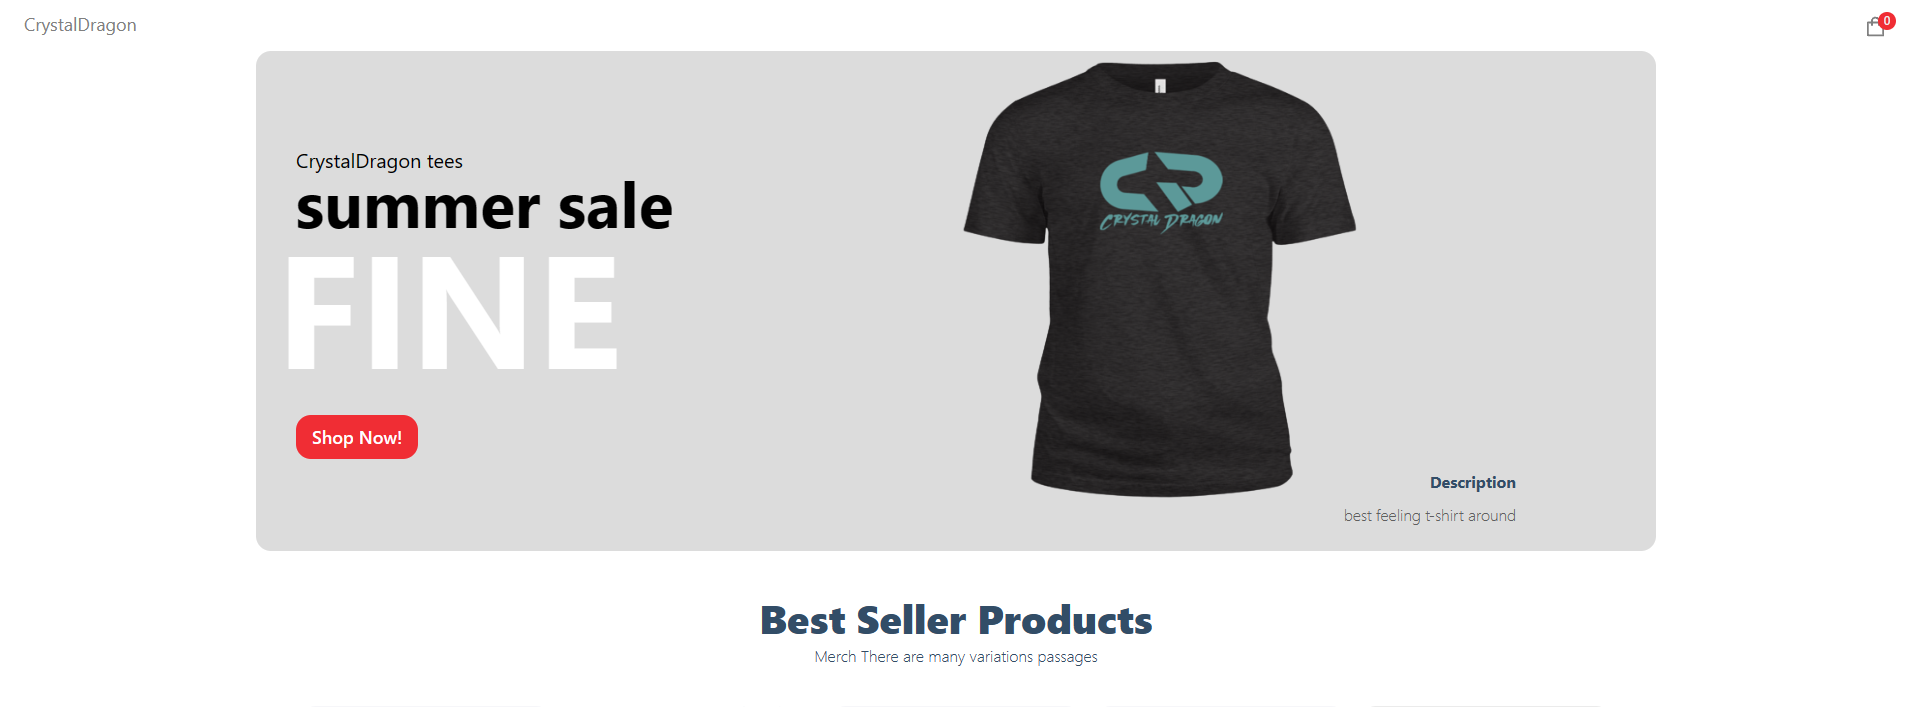 CrystalDragon
0
CrystalDragon tees
summer sale
FINE
Shop Now!
CRYSTAL DRAGON
Description
best feeling t-shirt around
Best Seller Products
Merch There are many variations passages